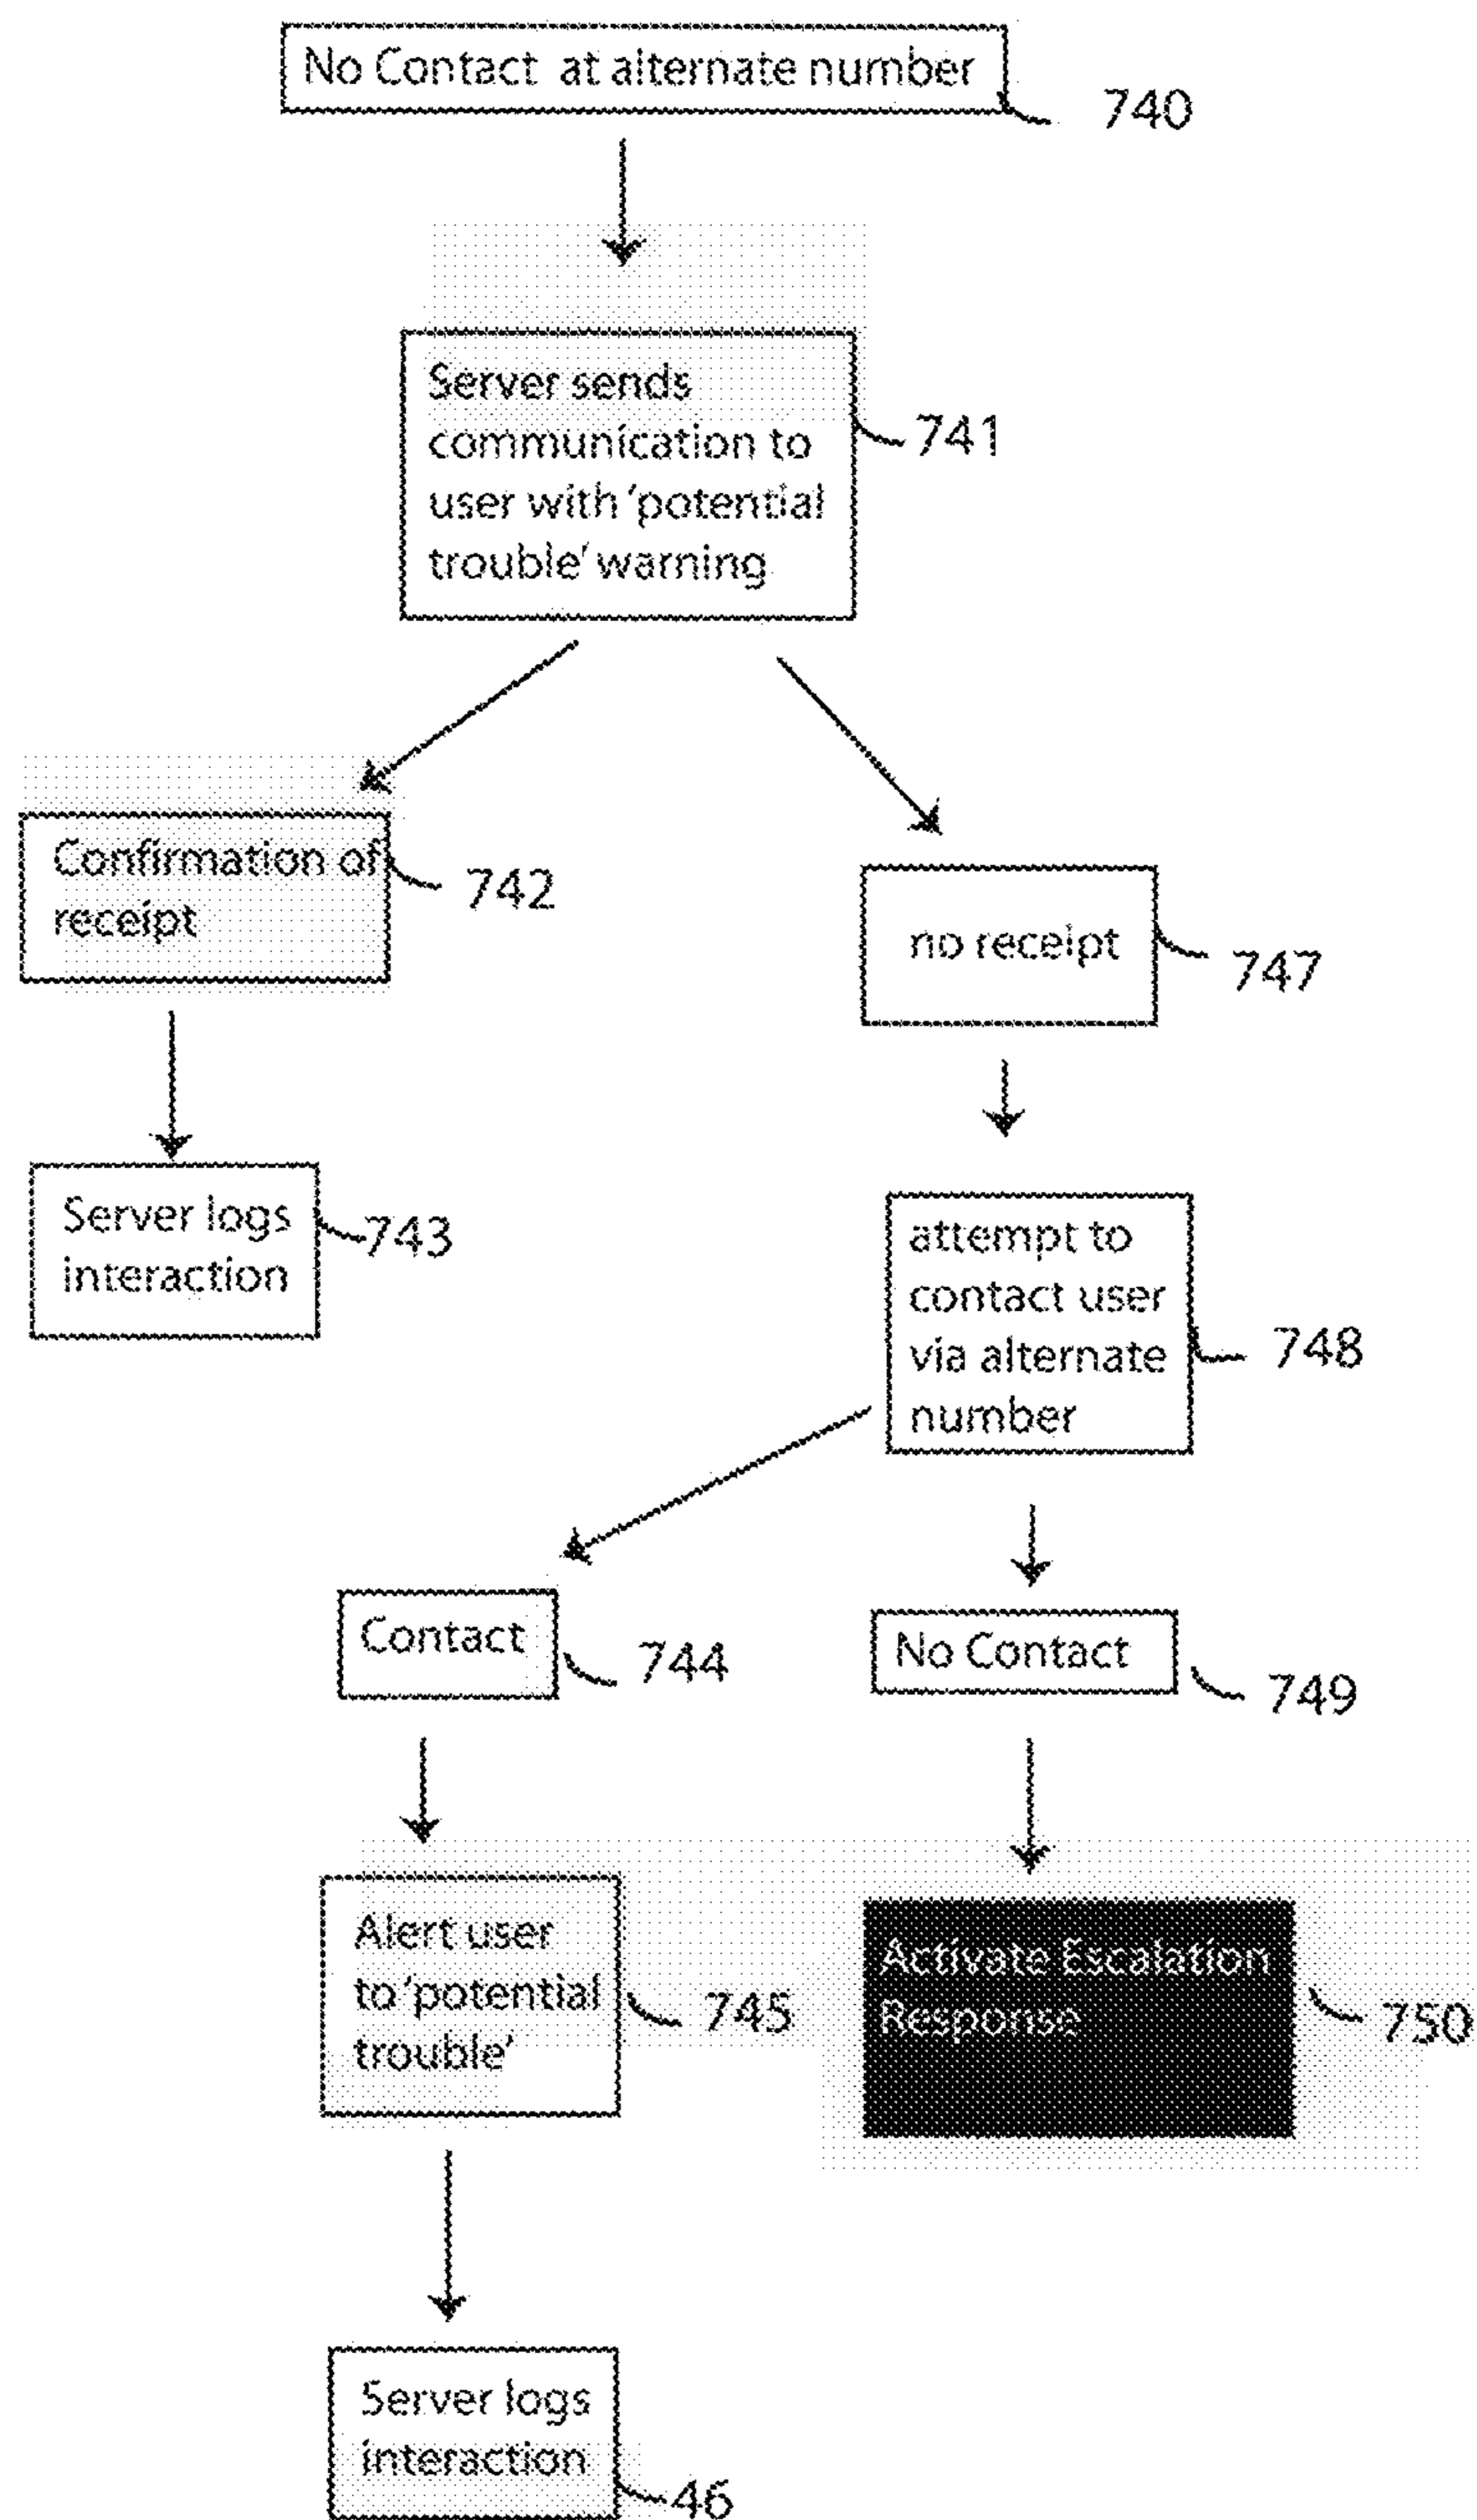 No Contact at alternate number
740
Server sends
communication to
user with 'potential
trouble' warning
741
Confirmation of
receipt
742
no receipt
747
Server logs
interaction
743
attempt to
contact user
via alternate
number
748
Contact
744
No Contact
749
Alert user
to 'potential
trouble'
745
Activate Escalation
Response
750
Server logs
interaction
46